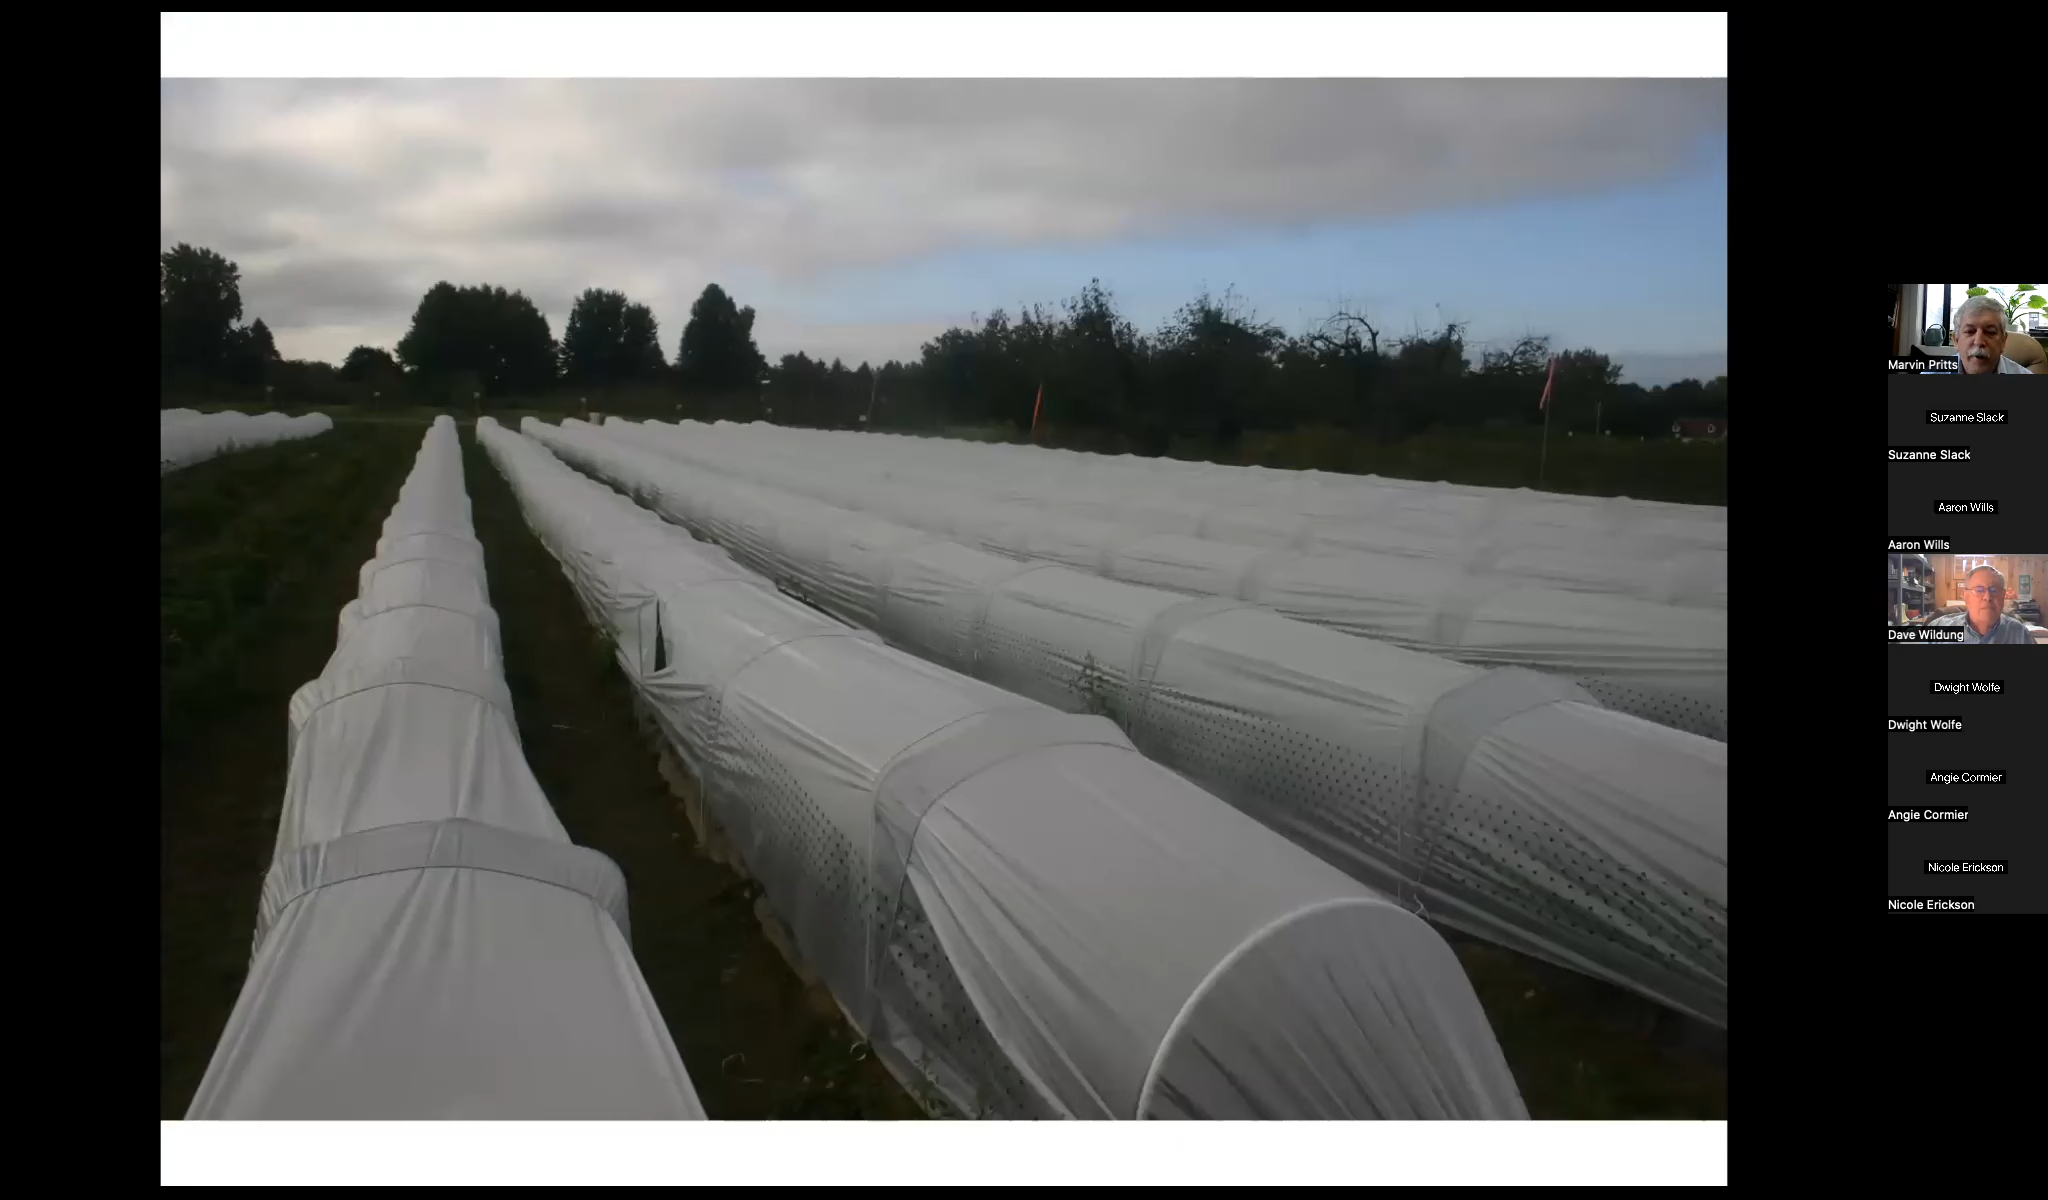 Marvin Pritts
Suzanne Slack
Suzanne Slack
Aaron Wills
Aaron Wills
Dave Wildung
Dwight Wolfe
Dwight Wolfe
Angie Cormier
Angie Cormier
Nicole Erickson
Nicole Erickson